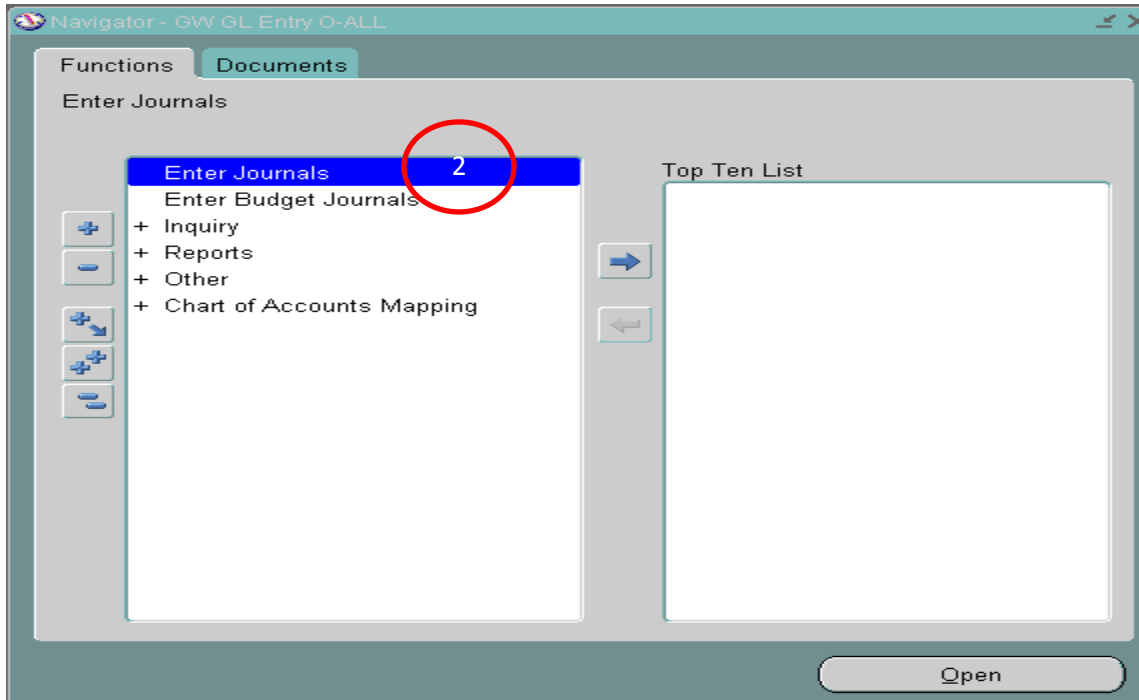 Navigator - GW GL Entry O-ALL
Functions Documents
Enter Journals
Enter Journals 2
Top Ten List
Enter Budget Journals
+ Inquiry
+ Reports
+ Other
+ Chart of Accounts Mapping
Open